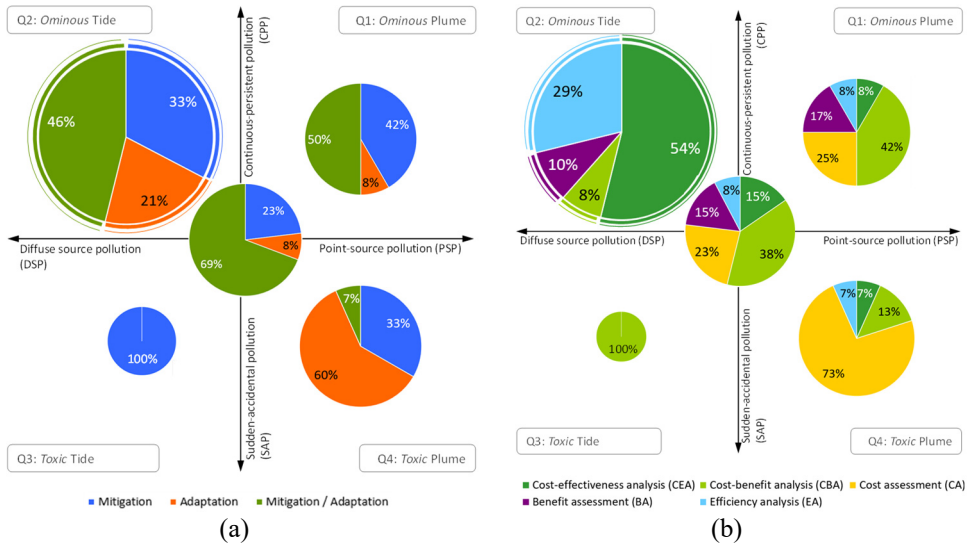 Q2: Ominous Tide
Q1: Ominous Plume
Continuous-persistent pollution
(CPP)
33%
46%
21%
42%
50%
8%
23%
8%
69%
Diffuse source pollution
(DSP)
Point-source pollution (PSP)
100%
33%
7%
60%
Sudden-accidental pollution
(SAP)
Q3: Toxic Tide
Q4: Toxic Plume
Mitigation
Adaptation
Mitigation / Adaptation
(a)
Q2: Ominous Tide
Q1: Ominous Plume
Continuous-persistent pollution
(CPP)
29%
54%
10%
8%
8%
8%
17%
42%
25%
8%
15%
15%
38%
23%
Diffuse source pollution (DSP)
Point-source pollution (PSP)
100%
7%
7%
13%
73%
Sudden-accidental pollution
(SAP)
Q3: Toxic Tide
Q4: Toxic Plume
Cost-effectiveness analysis (CEA)
Cost-benefit analysis (CBA)
Cost assessment (CA)
Benefit assessment (BA)
Efficiency analysis (EA)
(b)